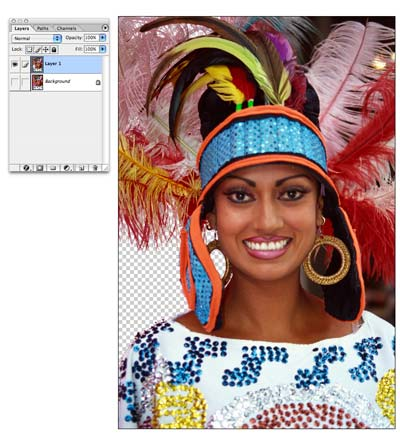 Layers Paths Channels
Normal Opacity: 100%
Lock: Fill: 100%
Layer 1
Background